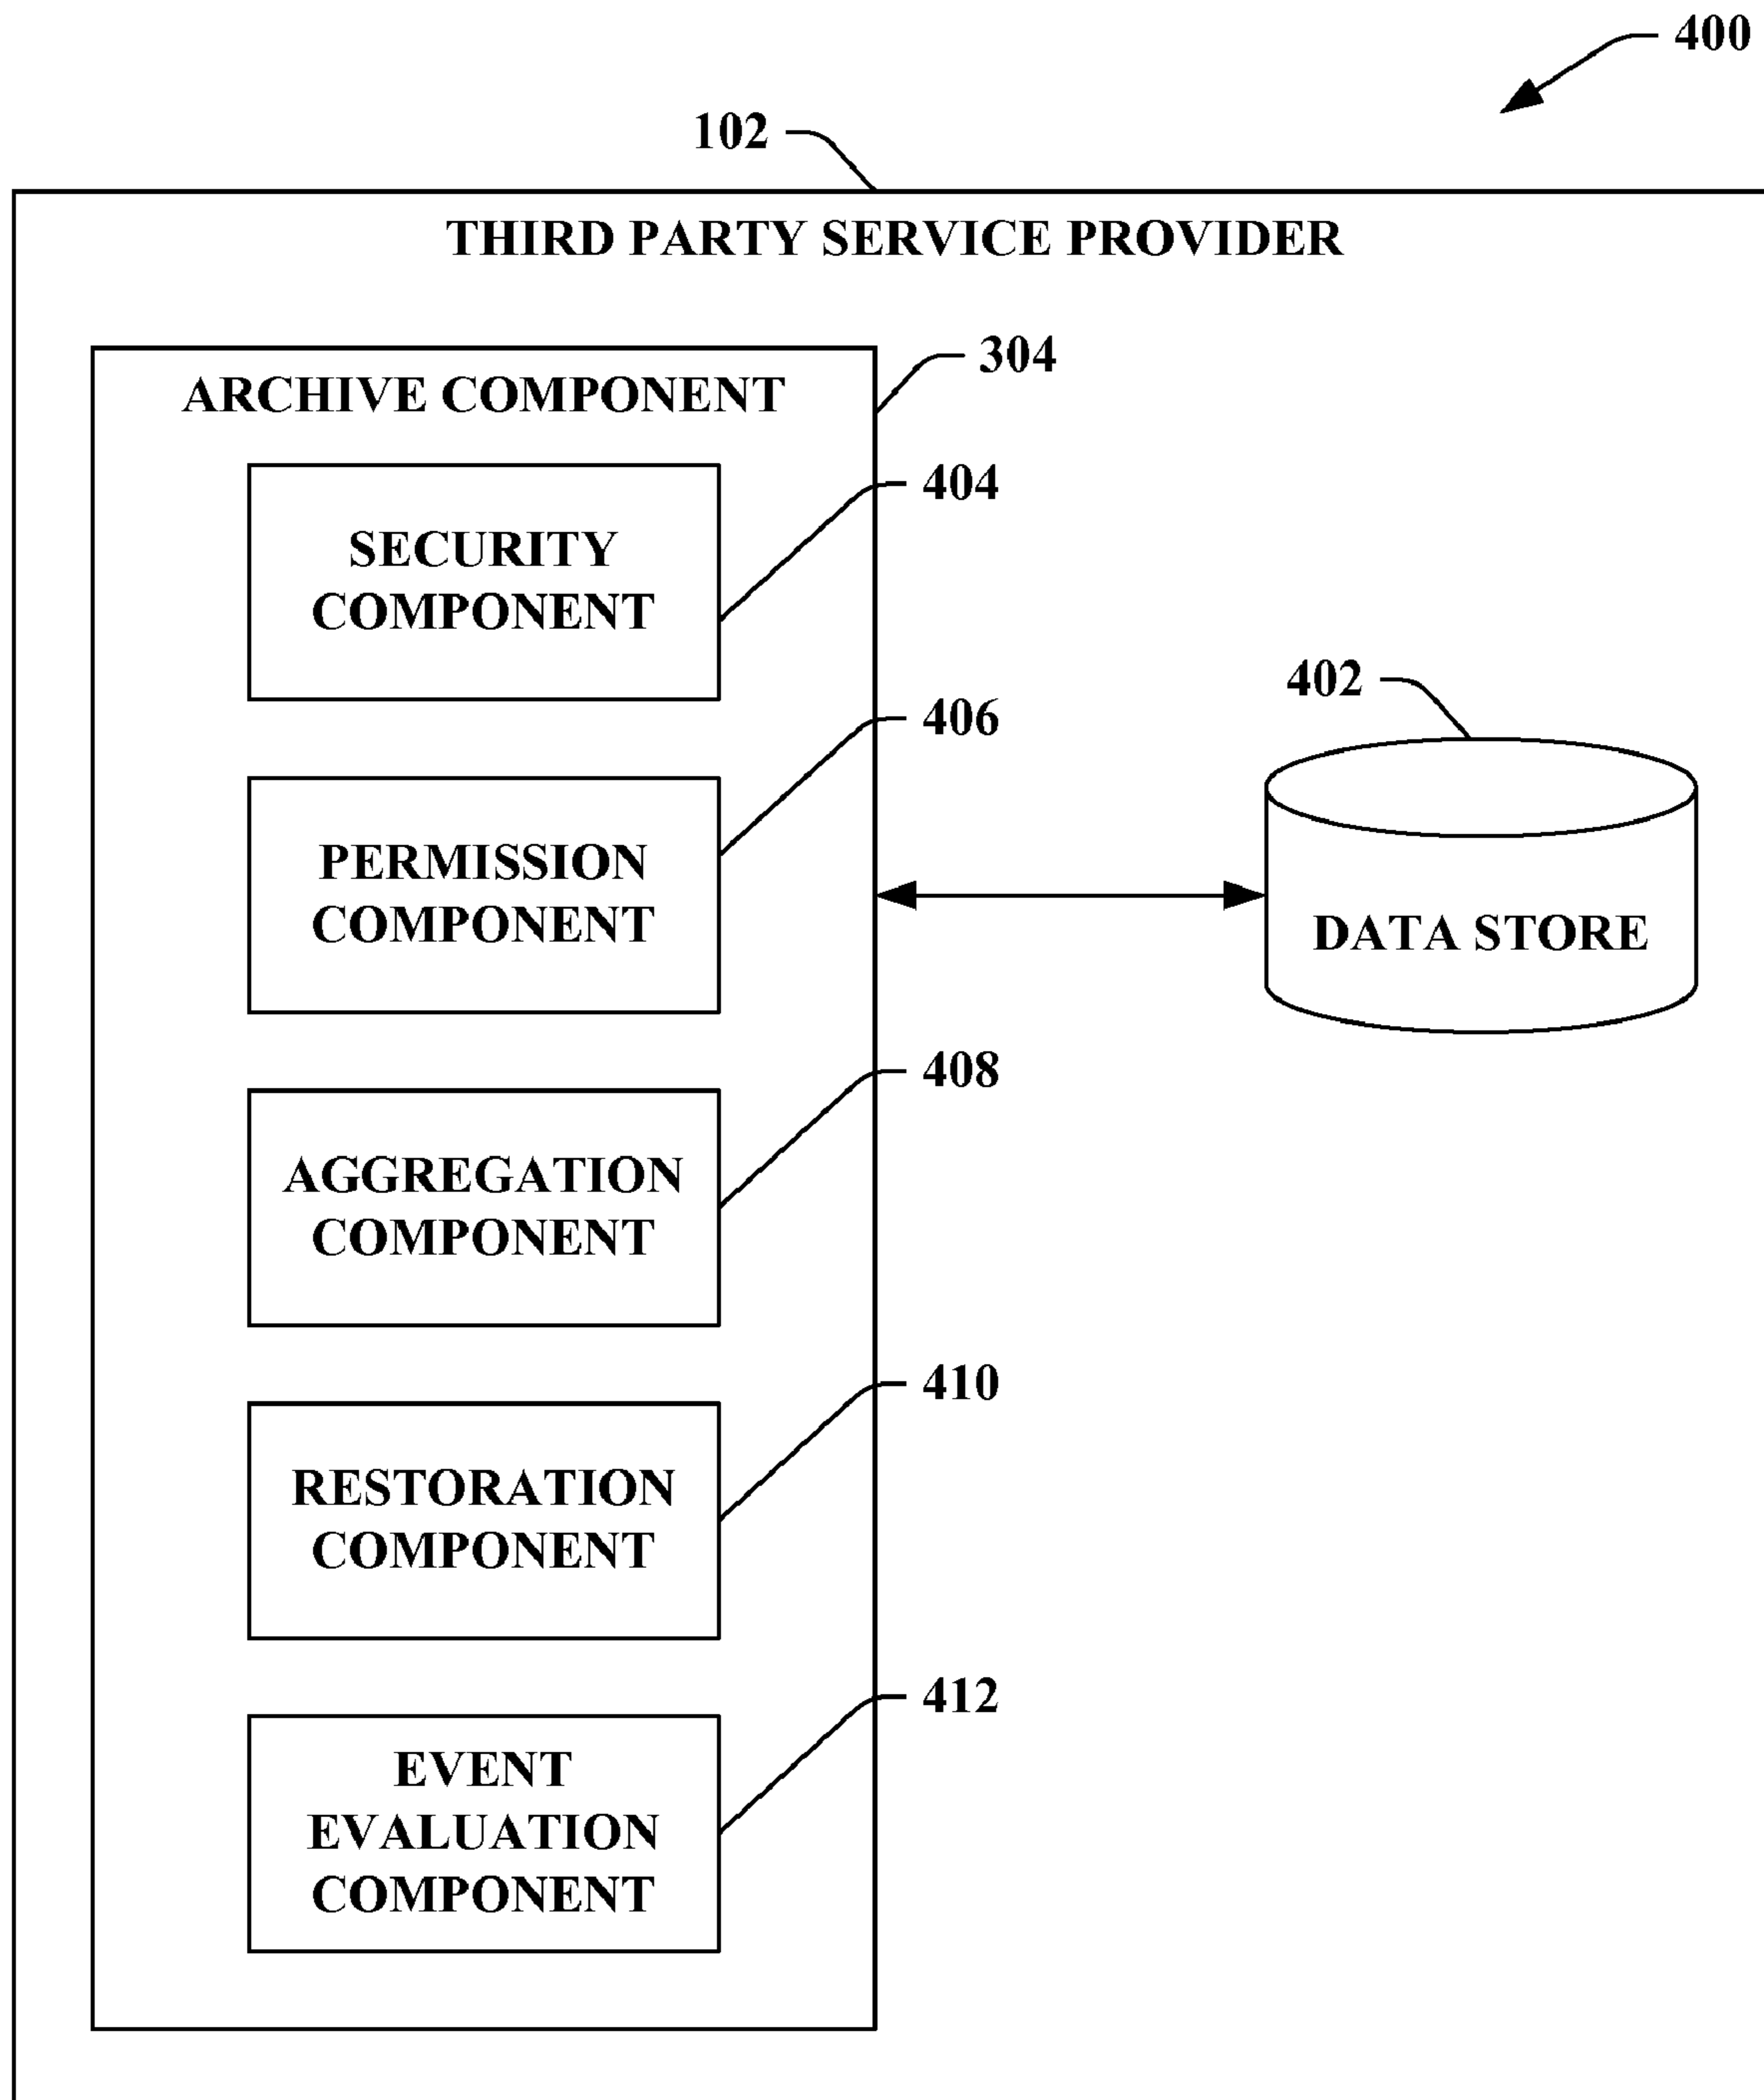 400
102
THIRD PARTY SERVICE PROVIDER
304
ARCHIVE COMPONENT
404
SECURITY
COMPONENT
402
406
PERMISSION
COMPONENT
DATA STORE
408
AGGREGATION
COMPONENT
410
RESTORATION
COMPONENT
412
EVENT
EVALUATION
COMPONENT